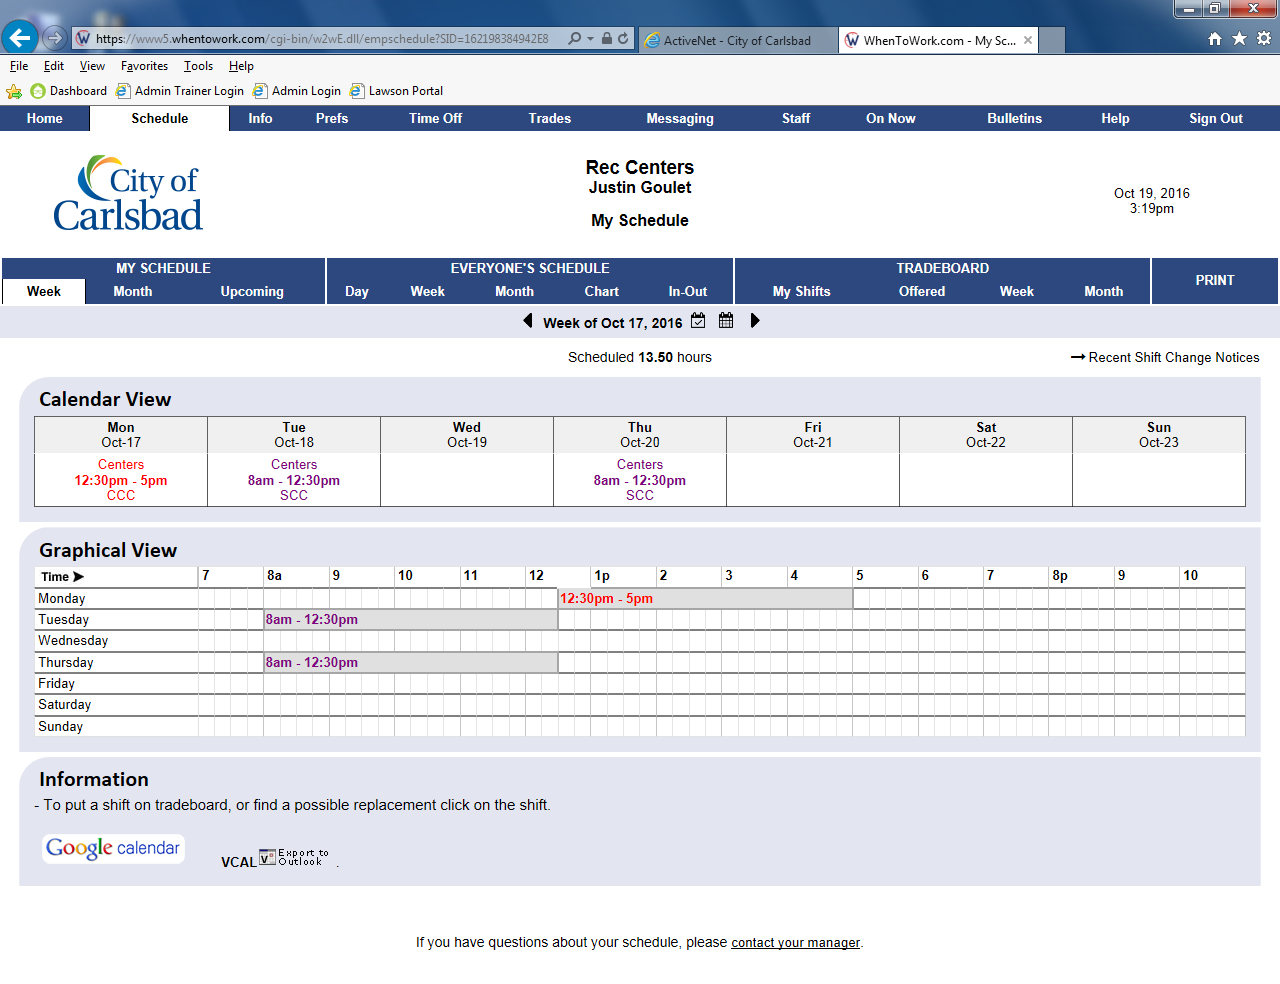 https://www5.whentowork.com/cgi-bin/w2wE.dll/empschedule?SID=162198384942E8
ActiveNet - City of Carlsbad
WhenToWork.com - My Sc...
File Edit View Favorites Tools Help
Dashboard Admin Trainer Login Admin Login Lawson Portal
Home Schedule Info Prefs Time Off Trades Messaging Staff On Now Bulletins Help Sign Out
City of
Carlsbad
Rec Centers
Justin Goulet
My Schedule
Oct 19, 2016
3:19pm
MY SCHEDULE EVERYONE'S SCHEDULE TRADEBOARD PRINT
Week Month Upcoming Day Week Month Chart In-Out My Shifts Offered Week Month
Week of Oct 17, 2016
Scheduled 13.50 hours
Recent Shift Change Notices
Calendar View
Mon Tue Wed Thu Fri Sat Sun
Oct-17 Oct-18 Oct-19 Oct-20 Oct-21 Oct-22 Oct-23
Centers Centers Centers
12:30pm - 5pm 8am - 12:30pm 8am - 12:30pm
CCC SCC SCC
Graphical View
Time 7 8a 9 10 11 12 1p 2 3 4 5 6 7 8p 9 10
Monday 12:30pm - 5pm
Tuesday 8am - 12:30pm
Wednesday
Thursday 8am - 12:30pm
Friday
Saturday
Sunday
Information
- To put a shift on tradeboard, or find a possible replacement click on the shift.
Google calendar
VCAL Export to Outlook .
If you have questions about your schedule, please contact your manager.